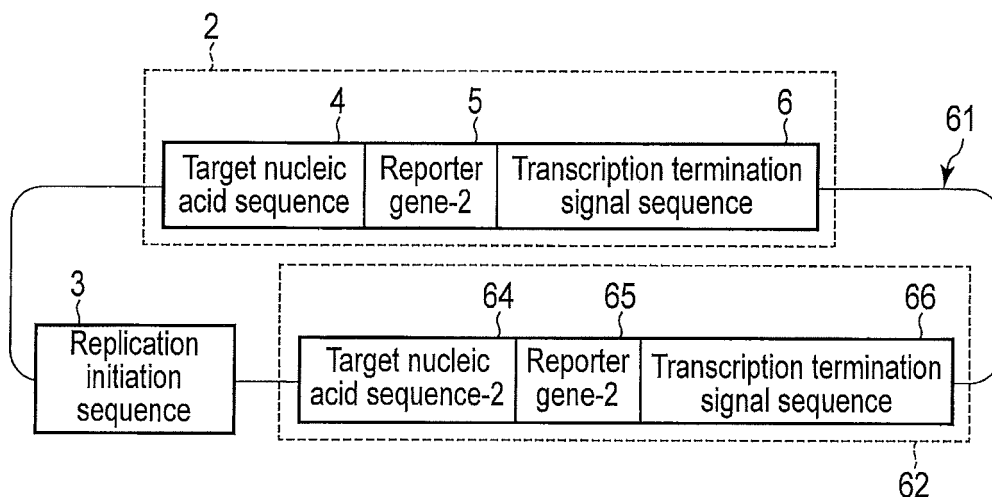 2
4
5
6
61
Target nucleic
acid sequence
Reporter
gene-2
Transcription termination
signal sequence
3
64
65
66
Replication
initiation
sequence
Target nucleic
acid sequence-2
Reporter
gene-2
Transcription termination
signal sequence
62